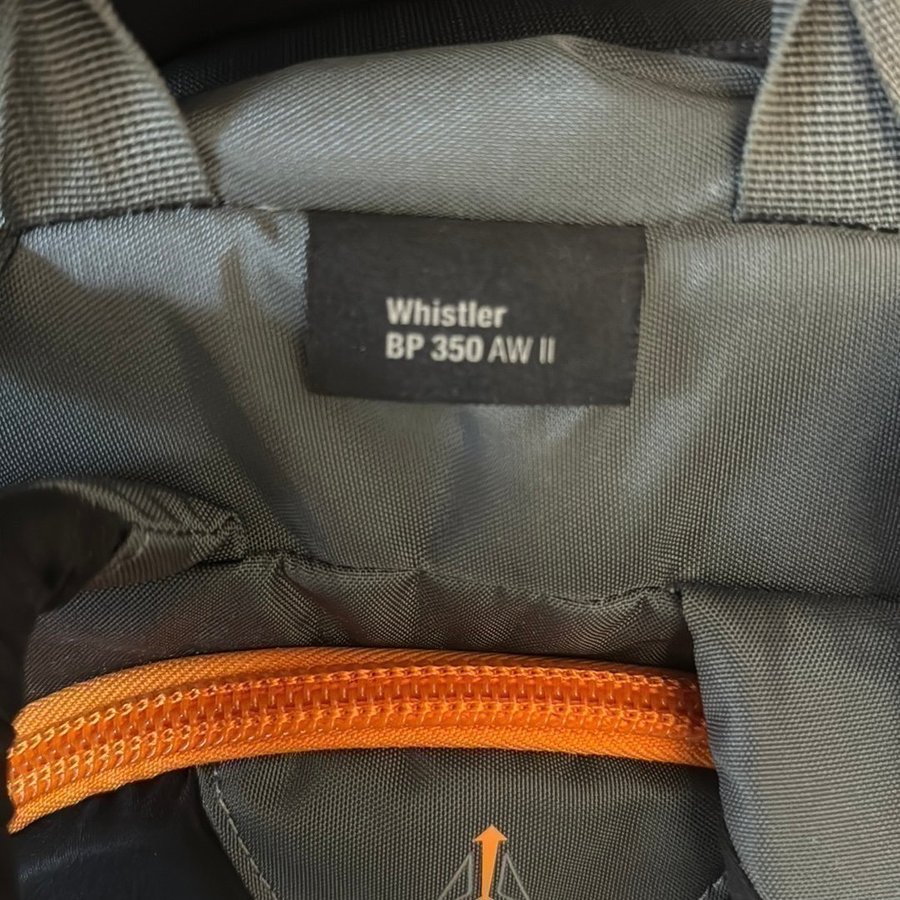 Whistler
BP 350 AW II